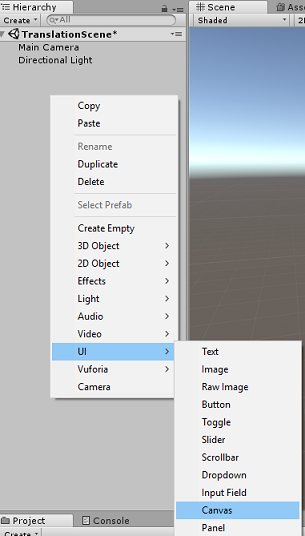 Hierarchy
Create
All
Scene
Asse
Shaded
2D
TranslationScene*
Main Camera
Directional Light
Copy
Paste
Rename
Duplicate
Delete
Select Prefab
Create Empty
3D Object
2D Object
Effects
Light
Audio
Video
UI
Vuforia
Camera
Text
Image
Raw Image
Button
Toggle
Slider
Scrollbar
Dropdown
Input Field
Canvas
Panel
Project
Console
Create